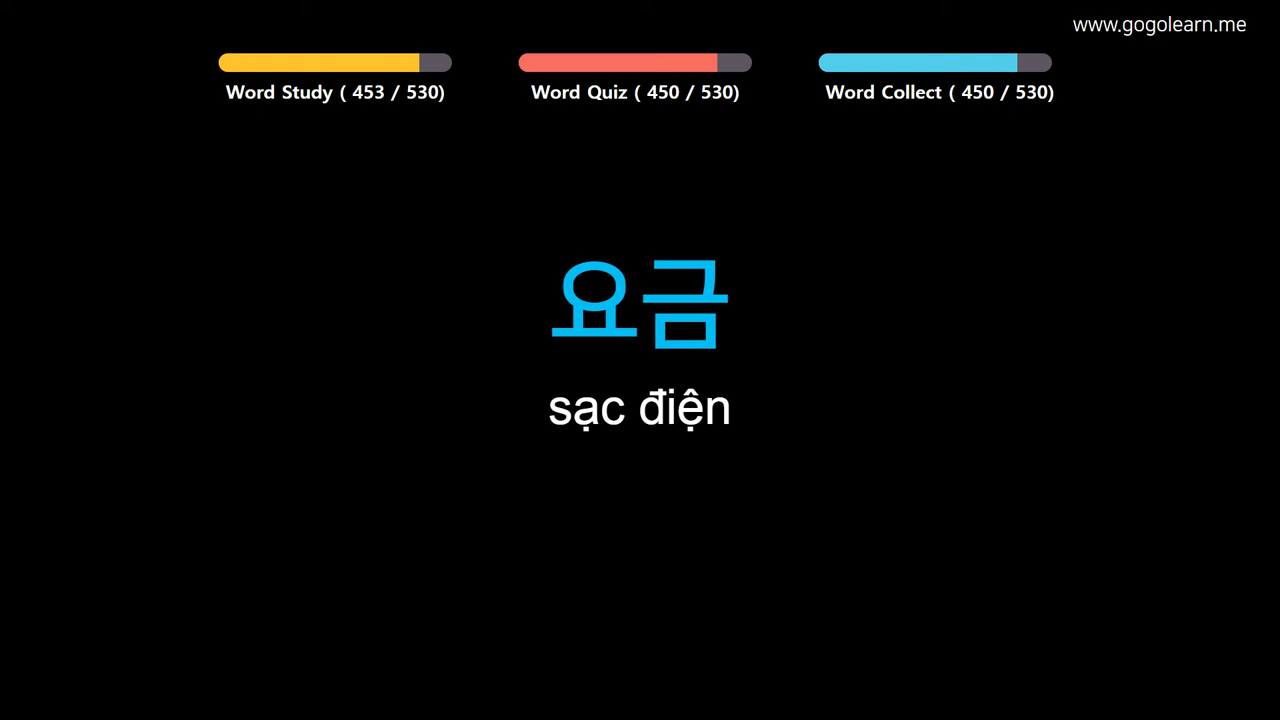 www.gogolearn.me
Word Study ( 453 / 530)
Word Quiz ( 450 / 530)
Word Collect ( 450 / 530)
요금
sạc điện